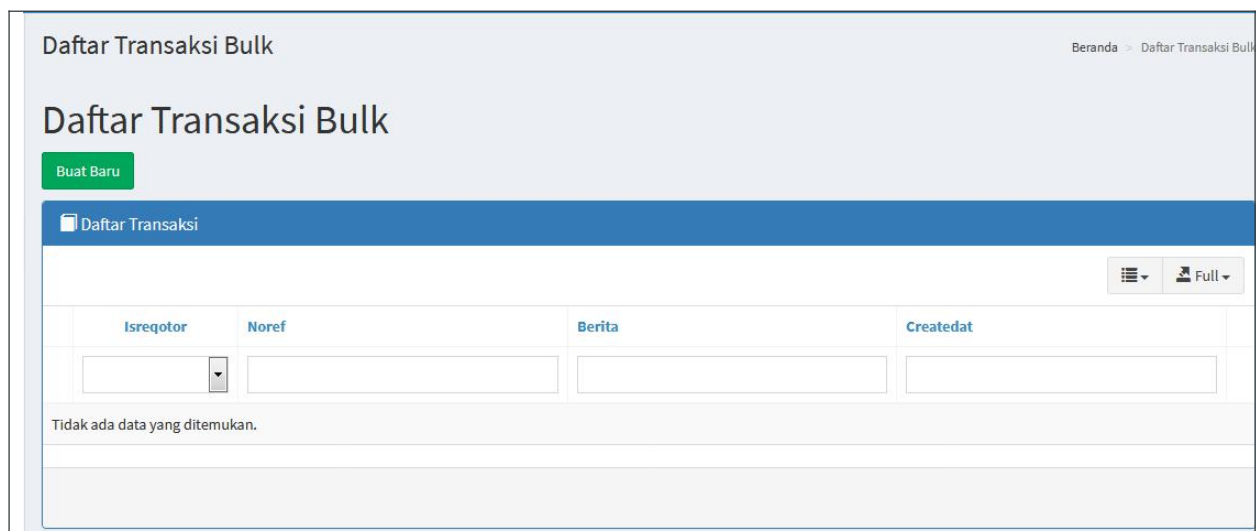 Daftar Transaksi Bulk
Beranda > Daftar Transaksi Bulk
Daftar Transaksi Bulk
Buat Baru
Daftar Transaksi
Full
Isreqotor Noref Berita Createdat
Tidak ada data yang ditemukan.